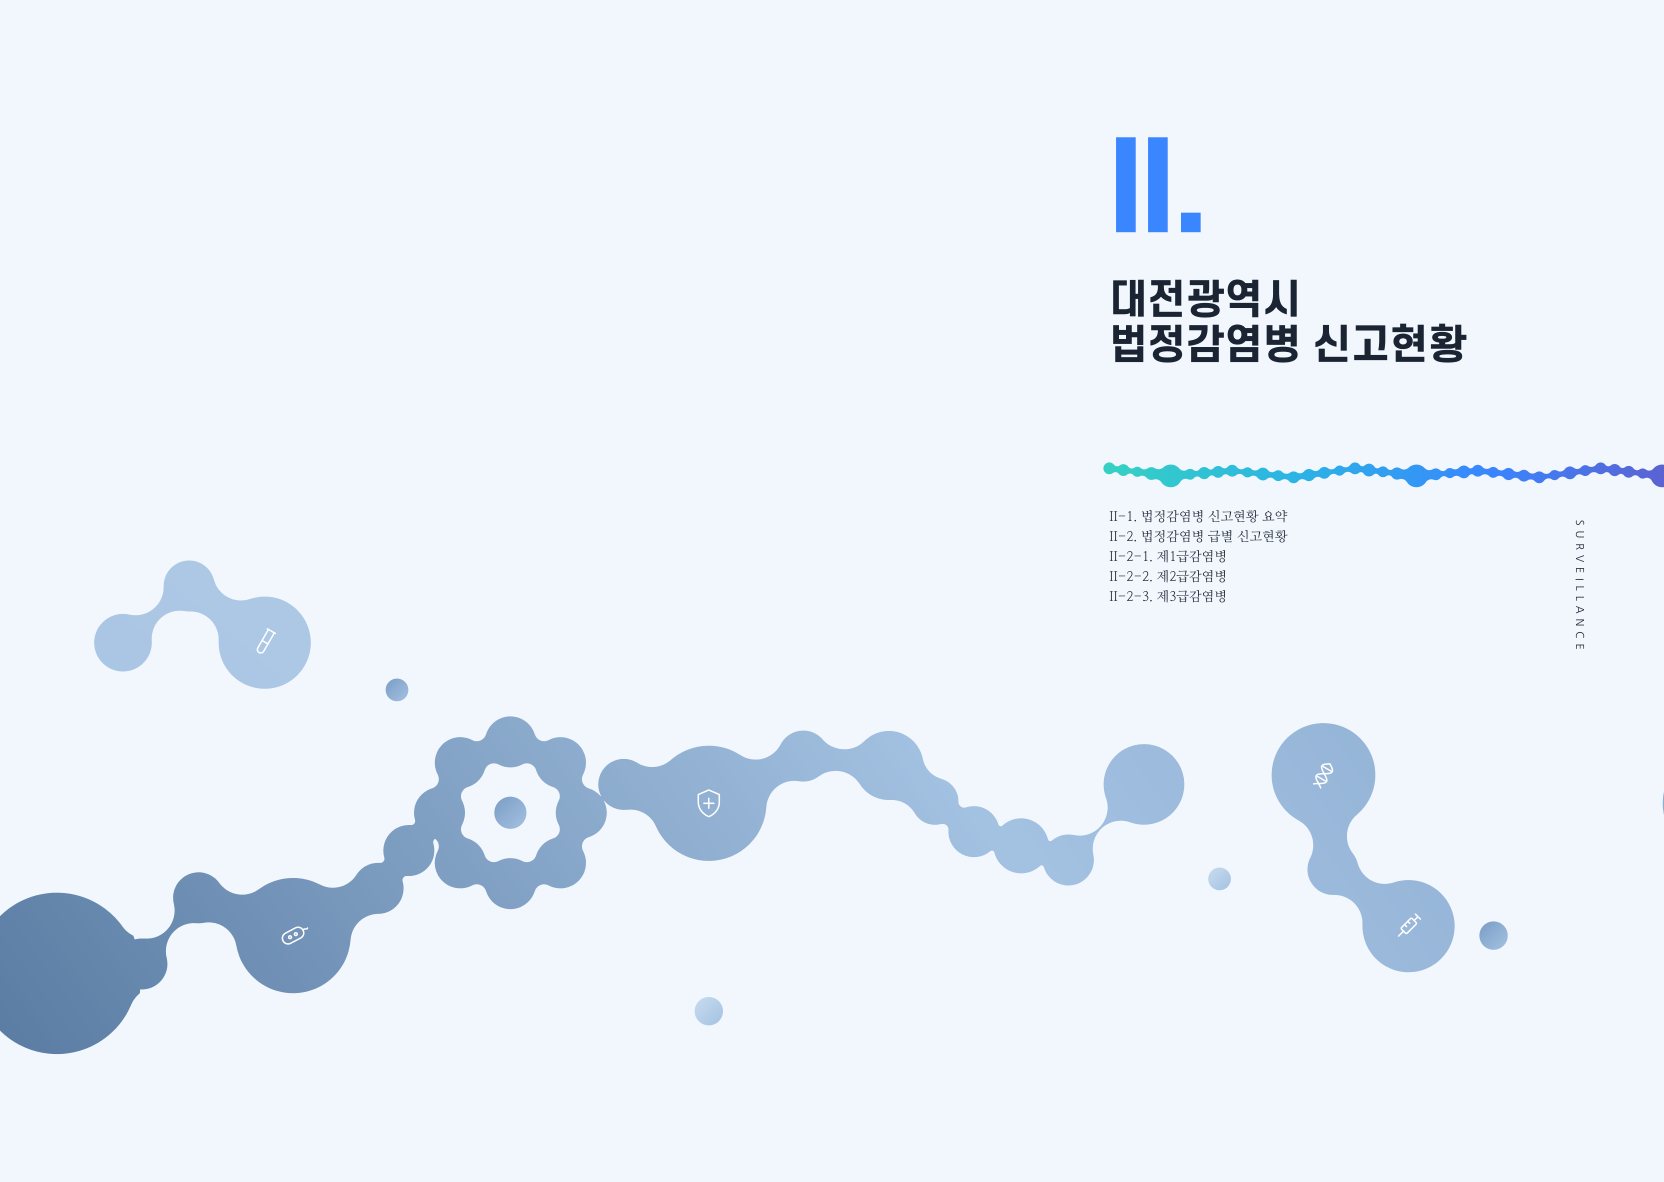 II.
대전광역시
법정감염병 신고현황
II-1. 법정감염병 신고현황 요약
II-2. 법정감염병 급별 신고현황
II-2-1. 제1급감염병
II-2-2. 제2급감염병
II-2-3. 제3급감염병
SURVEILLANCE